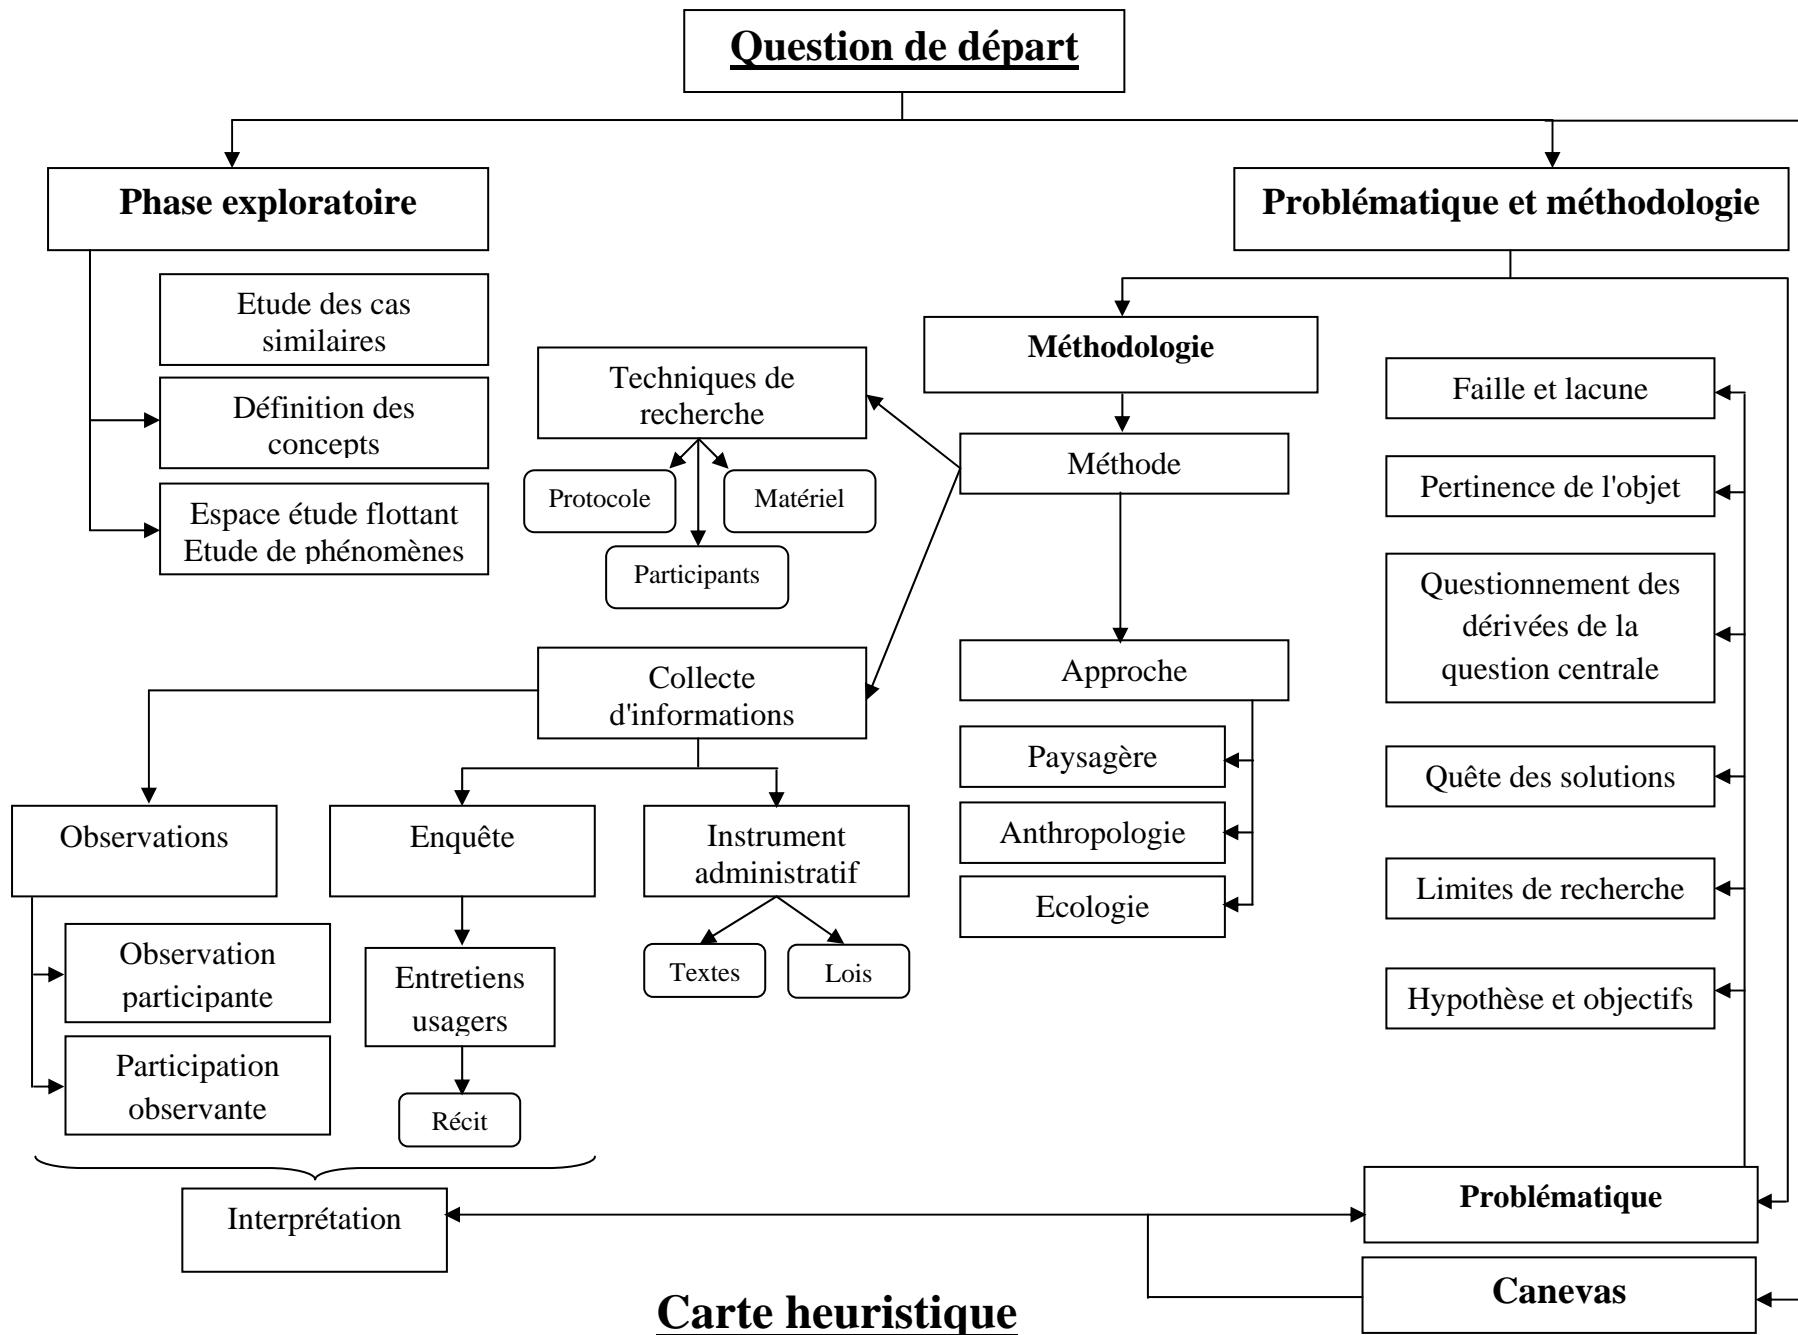 Question de départ
Phase exploratoire
Problématique et méthodologie
Etude des cas
similaires
Définition des
concepts
Espace étude flottant
Etude de phénomènes
Techniques de
recherche
Protocole
Matériel
Participants
Méthodologie
Méthode
Approche
Paysagère
Anthropologie
Ecologie
Faille et lacune
Pertinence de l'objet
Questionnement des
dérivées de la
question centrale
Quête des solutions
Limites de recherche
Hypothèse et objectifs
Collecte
d'informations
Observations
Enquête
Instrument
administratif
Observation
participante
Participation
observante
Entretiens
usagers
Récit
Textes
Lois
Interprétation
Problématique
Canevas
Carte heuristique